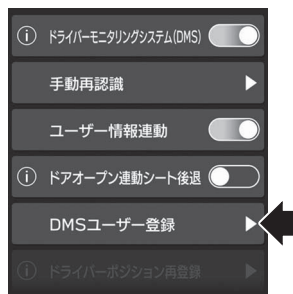 ドライバーモニタリングシステム(DMS)
手動再認識
ユーザー情報連動
ドアオープン連動シート後退
DMSユーザー登録
ドライバーポジション再登録